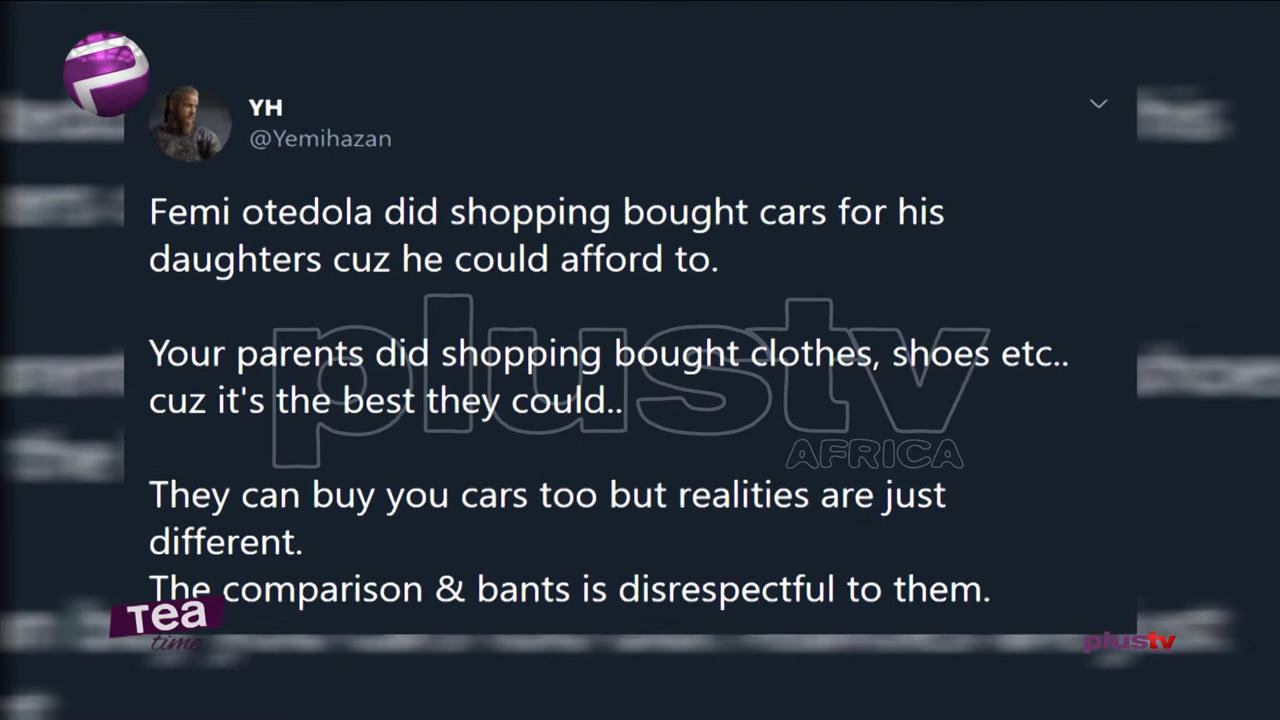 YH
@Yemihazan
Femi otedola did shopping bought cars for his
daughters cuz he could afford to.
Your parents did shopping bought clothes, shoes etc..
cuz it's the best they could..
They can buy you cars too but realities are just
different.
The comparison & bants is disrespectful to them.
plustv
AFRICA
Tea
time
plustv